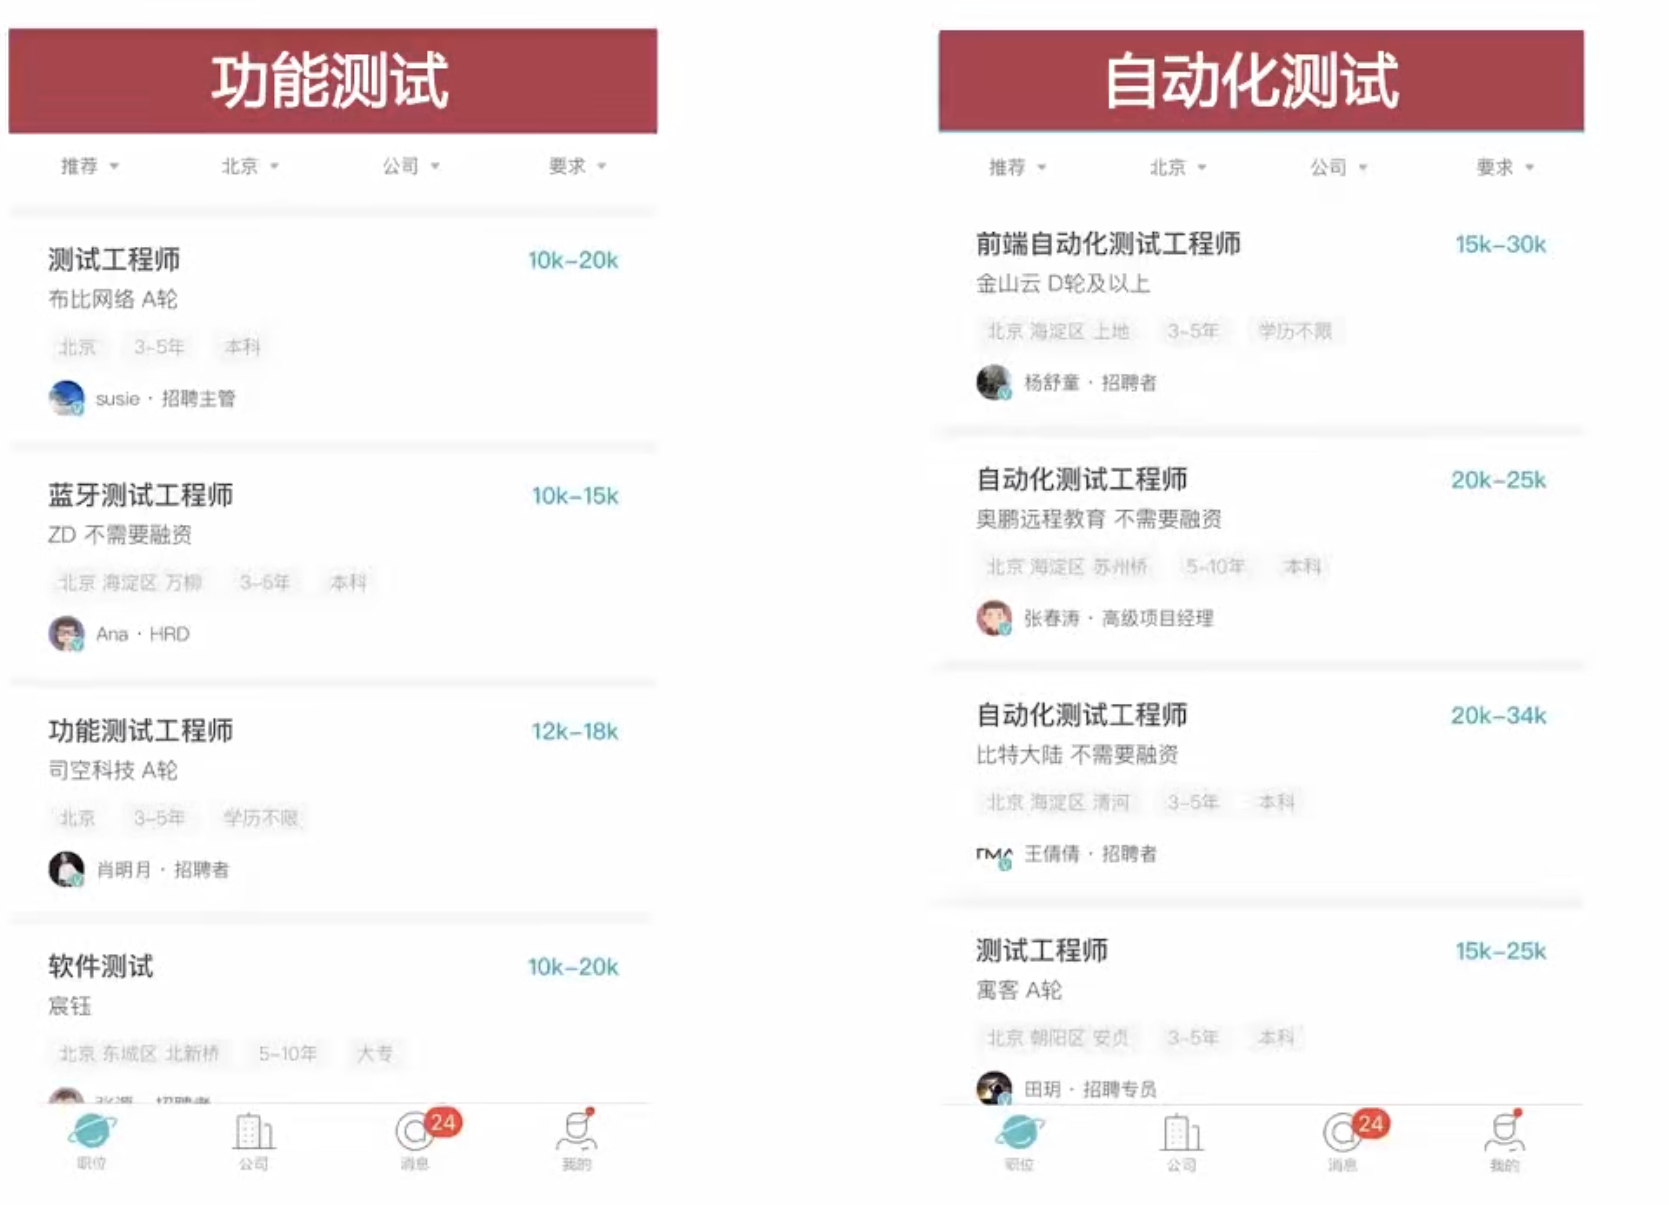 功能测试
推荐 北京 公司 要求
测试工程师 10k-20k
布比网络 A轮
北京 3-5年 本科
susie · 招聘主管
蓝牙测试工程师 10k-15k
ZD 不需要融资
北京 海淀区 万柳 3-5年 本科
Ana · HRD
功能测试工程师 12k-18k
司空科技 A轮
北京 3-5年 学历不限
肖明月 · 招聘者
软件测试 10k-20k
宸钰
北京 东城区 北新桥 5-10年 大专
招聘者
24
职位 公司 消息 我的
自动化测试
推荐 北京 公司 要求
前端自动化测试工程师 15k-30k
金山云 D轮及以上
北京 海淀区 上地 3-5年 学历不限
杨舒童 · 招聘者
自动化测试工程师 20k-25k
奥鹏远程教育 不需要融资
北京 海淀区 苏州桥 5-10年 本科
张春涛 · 高级项目经理
自动化测试工程师 20k-34k
比特大陆 不需要融资
北京 海淀区 清河 3-5年 本科
王倩倩 · 招聘者
测试工程师 15k-25k
寓客 A轮
北京 朝阳区 安贞 3-5年 本科
田玥 · 招聘专员
24
职位 公司 消息 我的